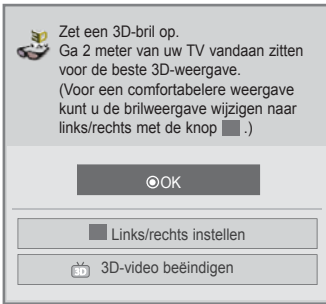 Zet een 3D-bril op.
Ga 2 meter van uw TV vandaan zitten
voor de beste 3D-weergave.
(Voor een comfortabelere weergave
kunt u de brilweergave wijzigen naar
links/rechts met de knop .)
OK
Links/rechts instellen
3D 3D-video beëindigen